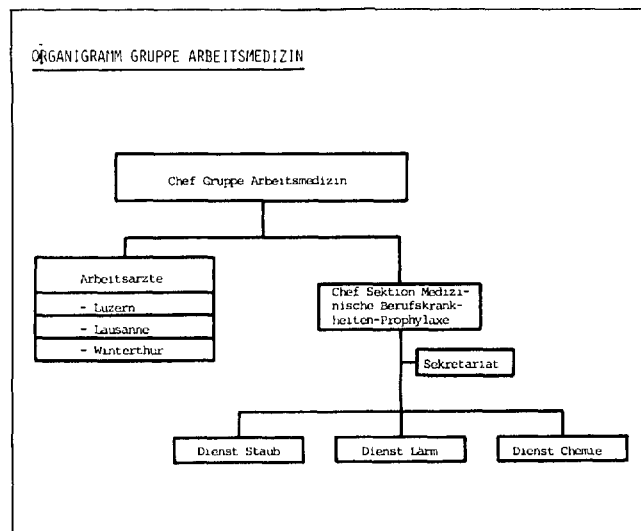 ORGANIGRAMM GRUPPE ARBEITSMEDIZIN
Chef Gruppe Arbeitsmedizin
Arbeitsarzte
- Luzern
- Lausanne
- Winterthur
Chef Sektion Medizi-
nische Berufskrank-
heiten-Prophylaxe
Sekretariat
Dienst Staub
Dienst Lärm
Dienst Chemie